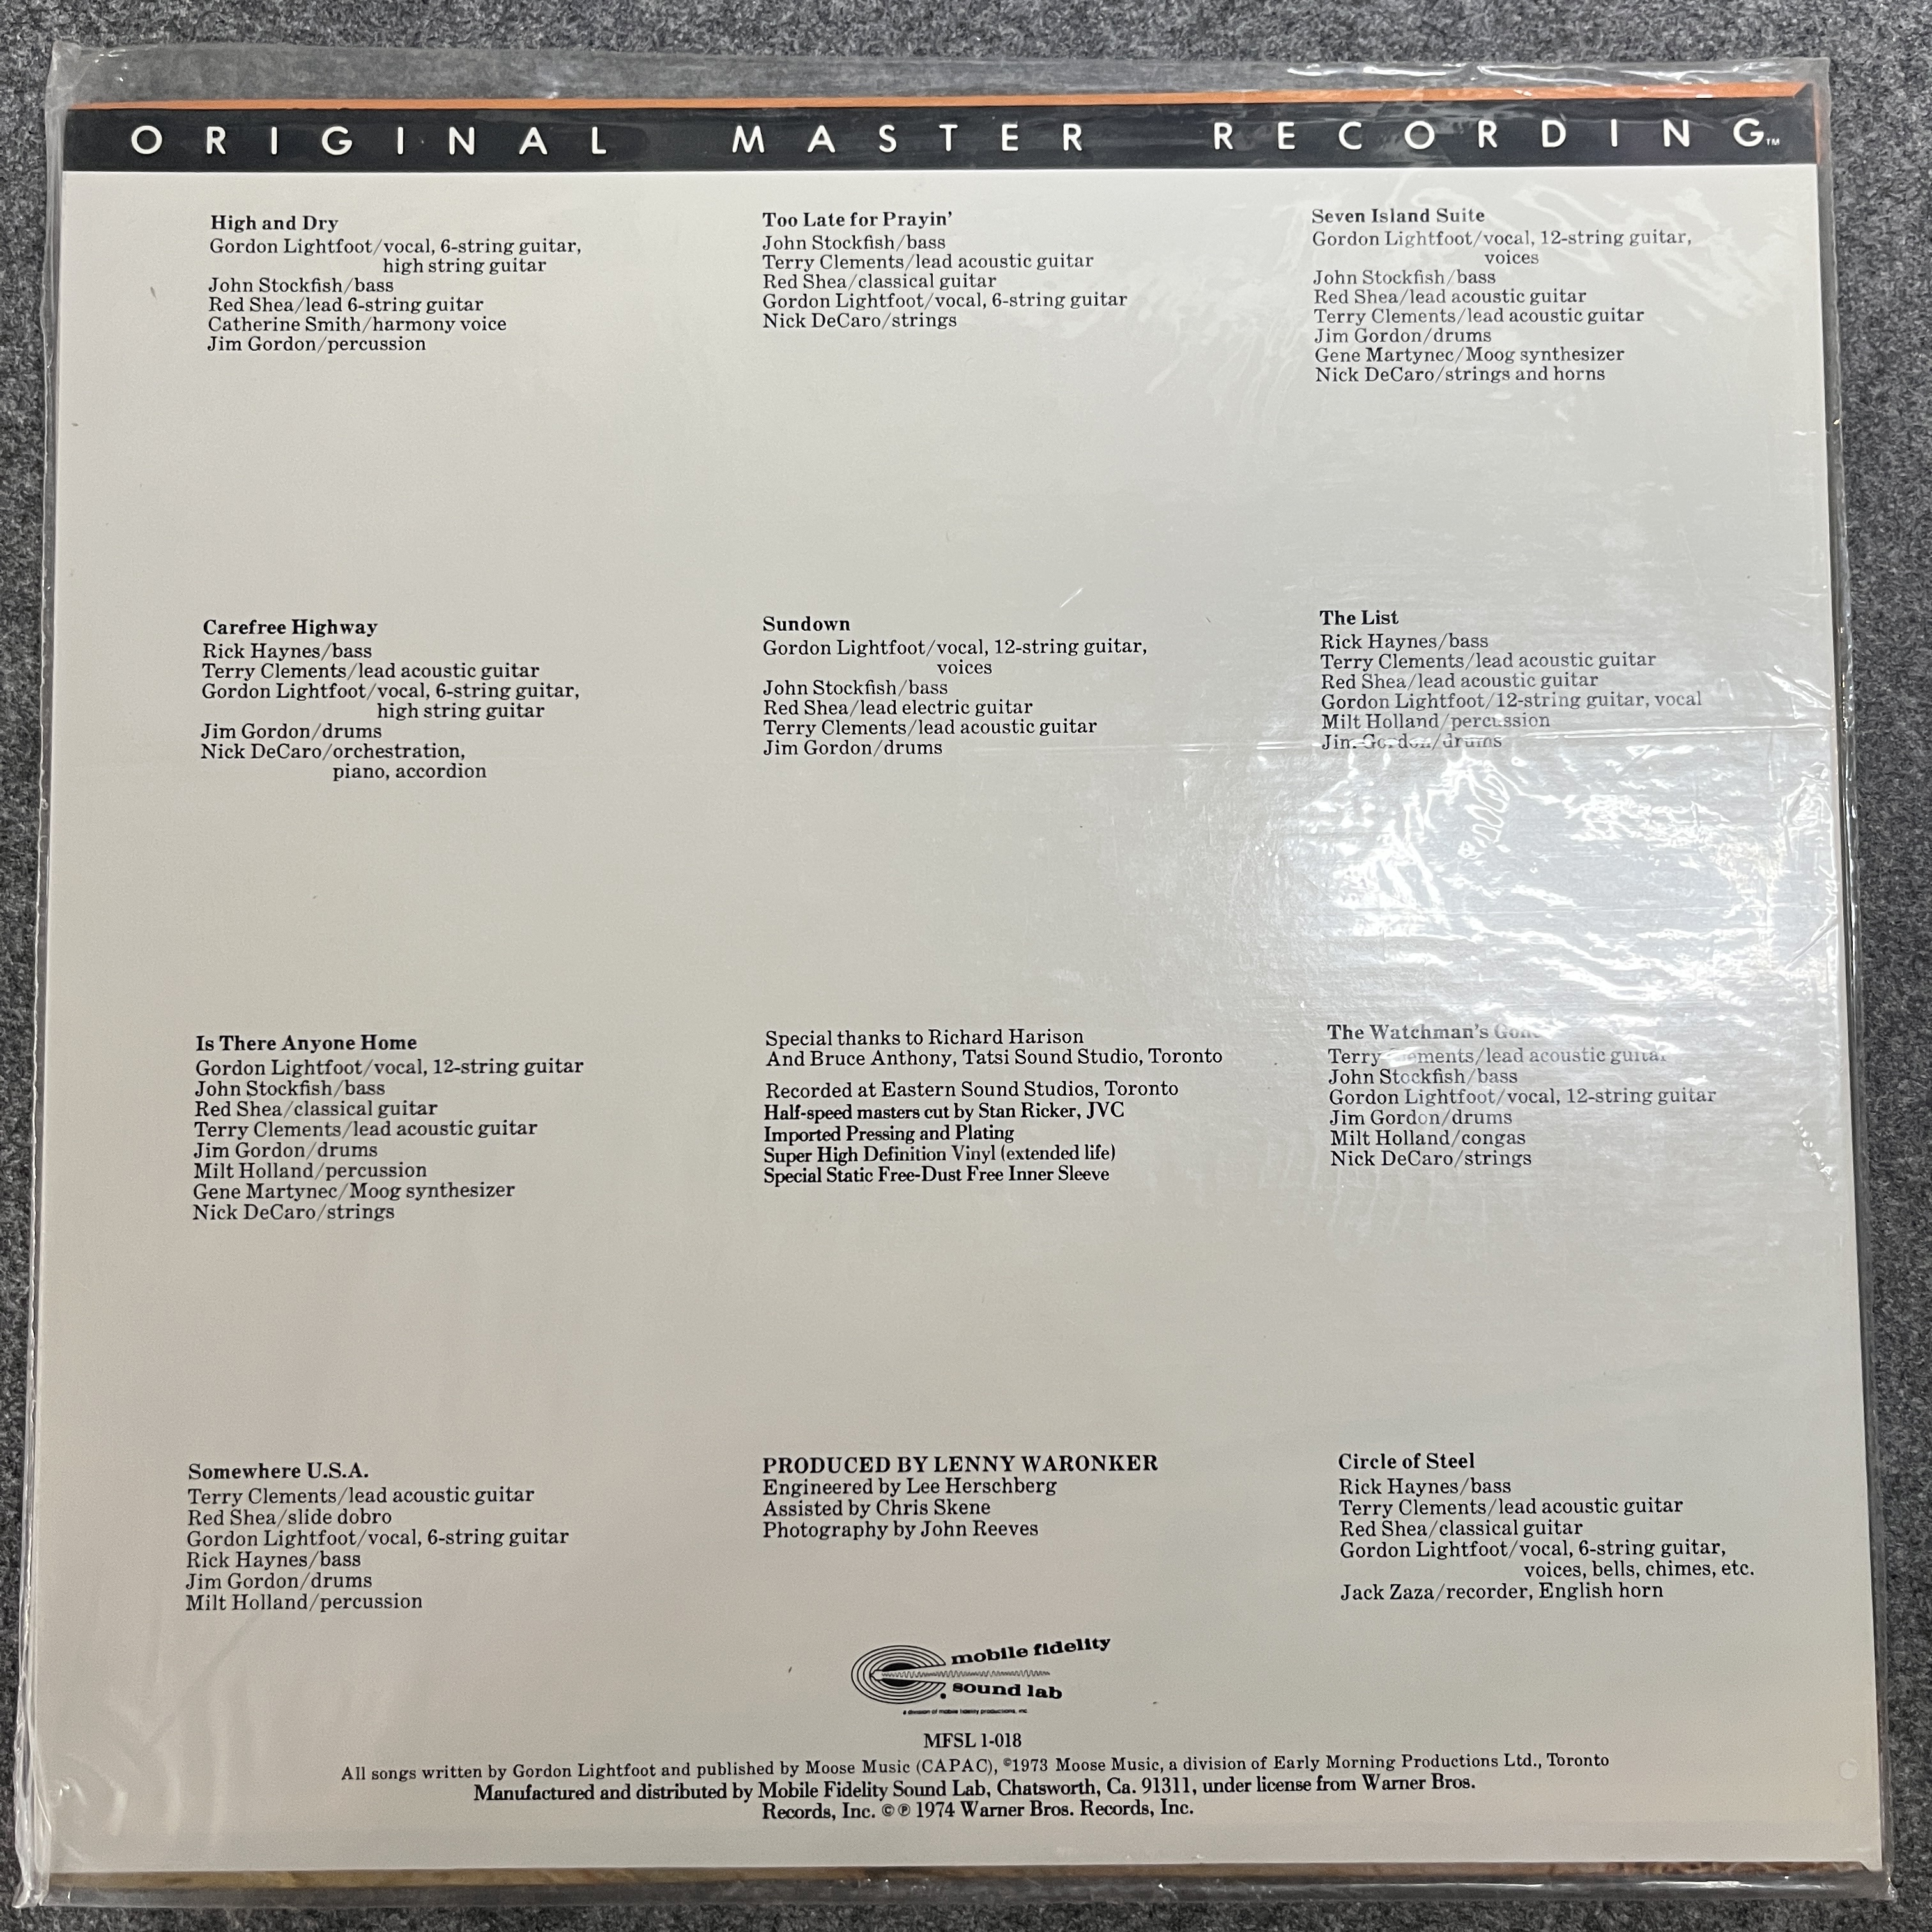 ORIGINAL MASTER RECORDING™
High and Dry
Gordon Lightfoot/vocal, 6-string guitar,
high string guitar
John Stockfish/bass
Red Shea/lead 6-string guitar
Catherine Smith/harmony voice
Jim Gordon/percussion
Too Late for Prayin'
John Stockfish/bass
Terry Clements/lead acoustic guitar
Red Shea/classical guitar
Gordon Lightfoot/vocal, 6-string guitar
Nick DeCaro/strings
Seven Island Suite
Gordon Lightfoot/vocal, 12-string guitar,
voices
John Stockfish/bass
Red Shea/lead acoustic guitar
Terry Clements/lead acoustic guitar
Jim Gordon/drums
Gene Martynec/Moog synthesizer
Nick DeCaro/strings and horns
Carefree Highway
Rick Haynes/bass
Terry Clements/lead acoustic guitar
Gordon Lightfoot/vocal, 6-string guitar,
high string guitar
Jim Gordon/drums
Nick DeCaro/orchestration,
piano, accordion
Sundown
Gordon Lightfoot/vocal, 12-string guitar,
voices
John Stockfish/bass
Red Shea/lead electric guitar
Terry Clements/lead acoustic guitar
Jim Gordon/drums
The List
Rick Haynes/bass
Terry Clements/lead acoustic guitar
Red Shea/lead acoustic guitar
Gordon Lightfoot/12-string guitar, vocal
Milt Holland/percussion
Jim Gordon/drums
Is There Anyone Home
Gordon Lightfoot/vocal, 12-string guitar
John Stockfish/bass
Red Shea/classical guitar
Terry Clements/lead acoustic guitar
Jim Gordon/drums
Milt Holland/percussion
Gene Martynec/Moog synthesizer
Nick DeCaro/strings
Special thanks to Richard Harison
And Bruce Anthony, Tatsi Sound Studio, Toronto
Recorded at Eastern Sound Studios, Toronto
Half-speed masters cut by Stan Ricker, JVC
Imported Pressing and Plating
Super High Definition Vinyl (extended life)
Special Static Free-Dust Free Inner Sleeve
The Watchman's Gone
Terry Clements/lead acoustic guitar
John Stockfish/bass
Gordon Lightfoot/vocal, 12-string guitar
Jim Gordon/drums
Milt Holland/congas
Nick DeCaro/strings
Somewhere U.S.A.
Terry Clements/lead acoustic guitar
Red Shea/slide dobro
Gordon Lightfoot/vocal, 6-string guitar
Rick Haynes/bass
Jim Gordon/drums
Milt Holland/percussion
PRODUCED BY LENNY WARONKER
Engineered by Lee Herschberg
Assisted by Chris Skene
Photography by John Reeves
Circle of Steel
Rick Haynes/bass
Terry Clements/lead acoustic guitar
Red Shea/classical guitar
Gordon Lightfoot/vocal, 6-string guitar,
voices, bells, chimes, etc.
Jack Zaza/recorder, English horn
mobile fidelity
sound lab
a division of mobile fidelity productions, inc.
MFSL 1-018
All songs written by Gordon Lightfoot and published by Moose Music (CAPAC), ©1973 Moose Music, a division of Early Morning Productions Ltd., Toronto
Manufactured and distributed by Mobile Fidelity Sound Lab, Chatsworth, Ca. 91311, under license from Warner Bros.
Records, Inc. © ℗ 1974 Warner Bros. Records, Inc.